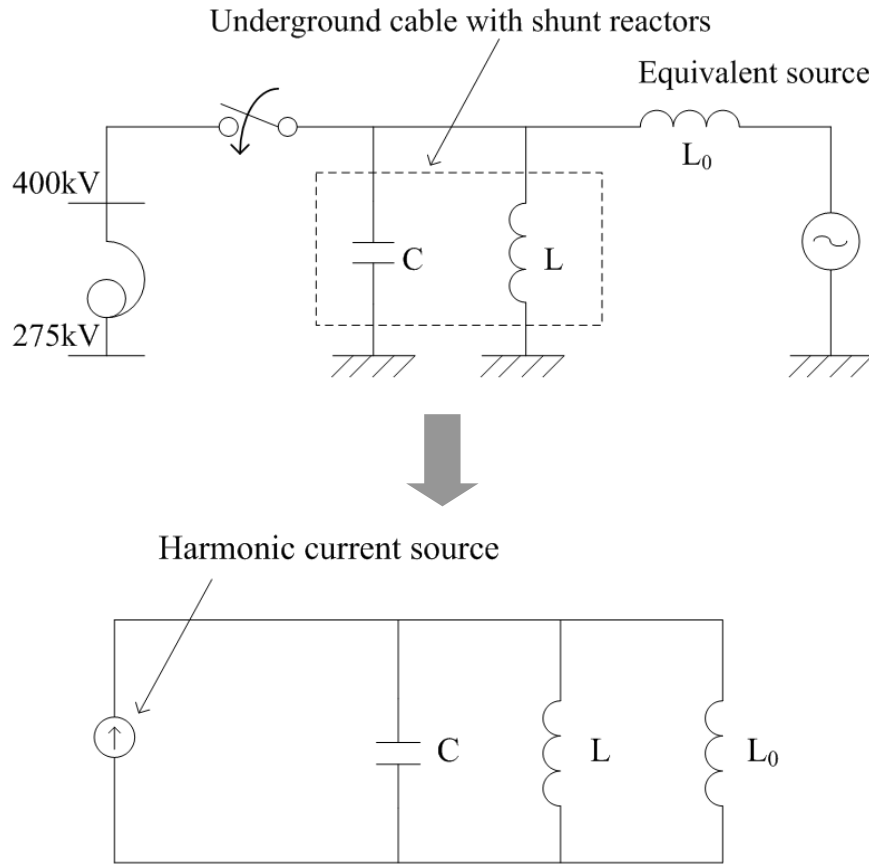 Underground cable with shunt reactors
Equivalent source
L₀
400kV
C
L
275kV
Harmonic current source
C
L
L₀